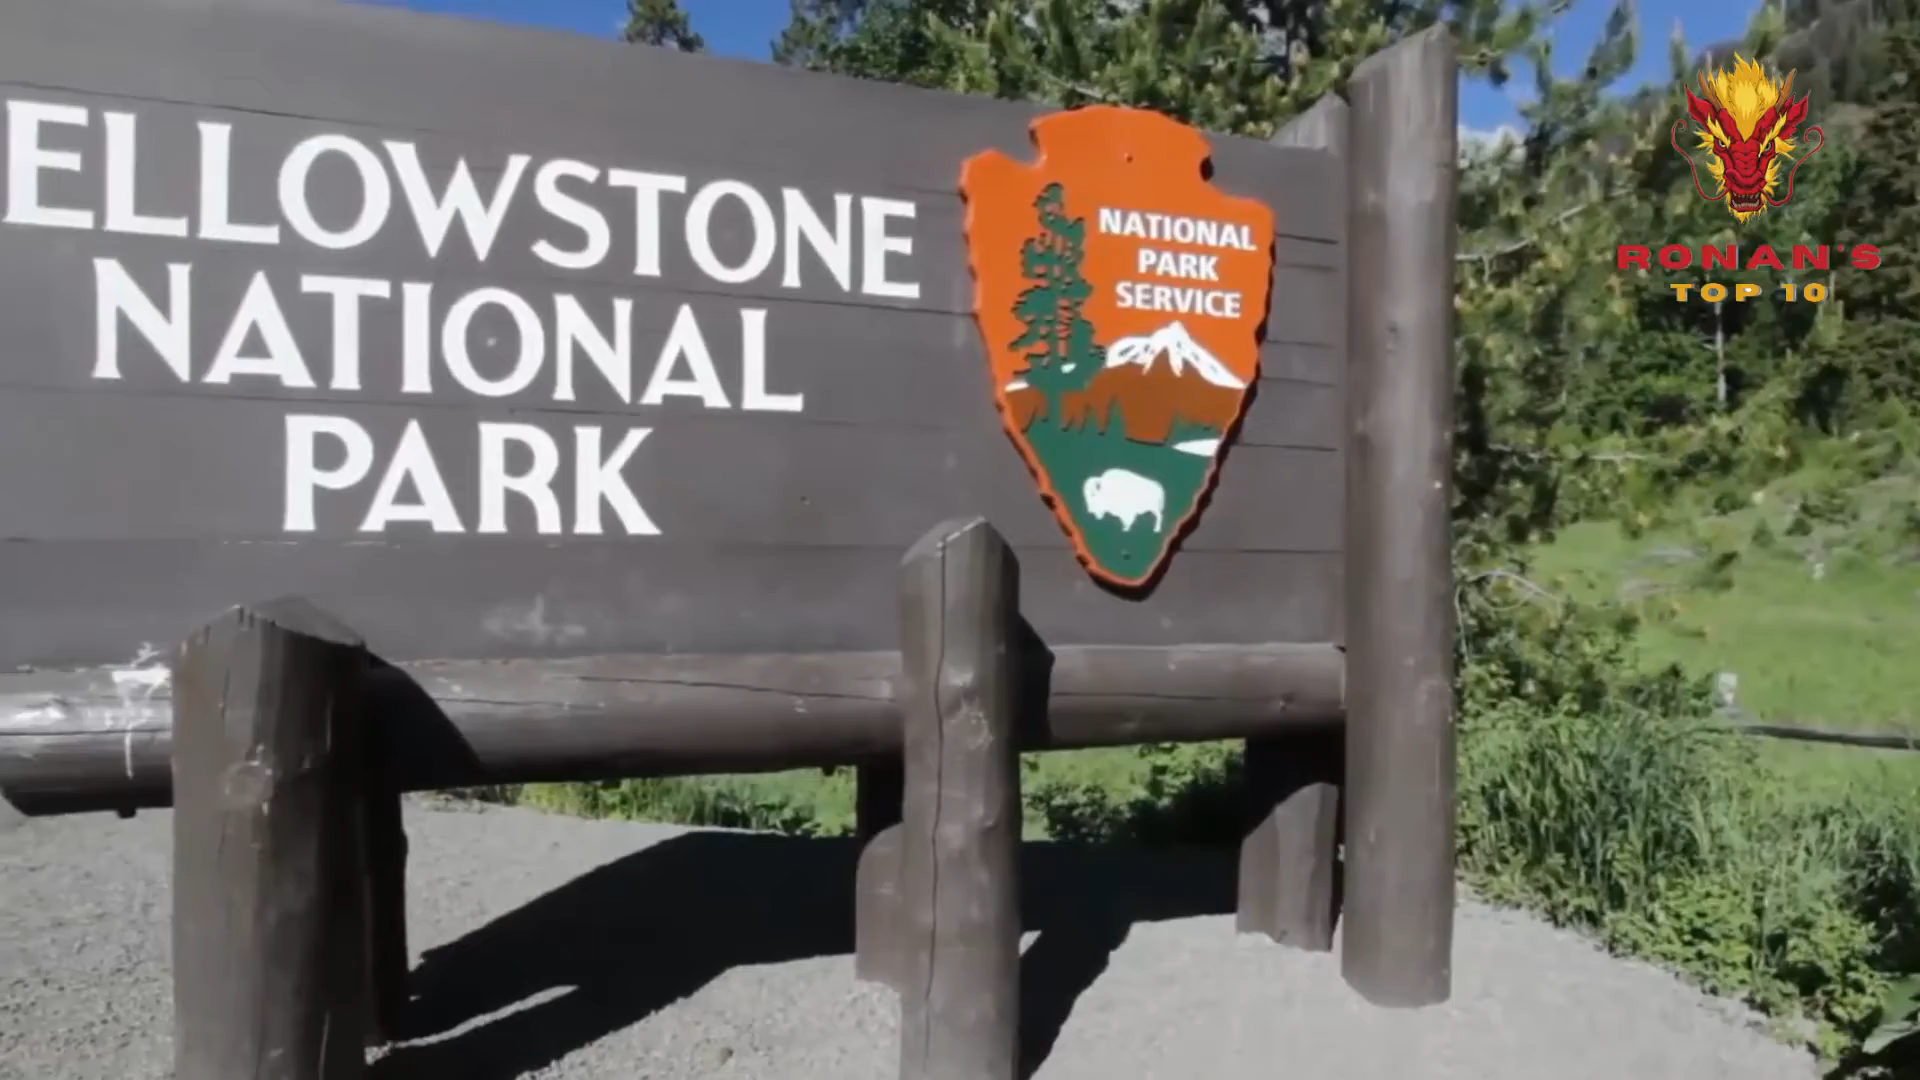 ELLOWSTONE
NATIONAL
PARK
NATIONAL
PARK
SERVICE
RONAN'S
TOP 10